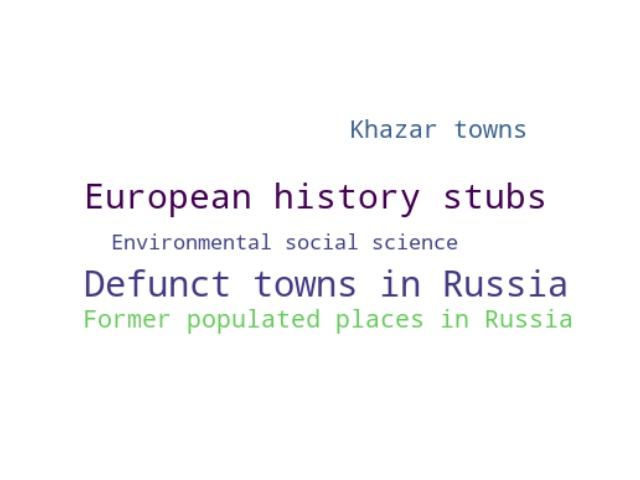 Khazar towns
European history stubs
Environmental social science
Defunct towns in Russia
Former populated places in Russia